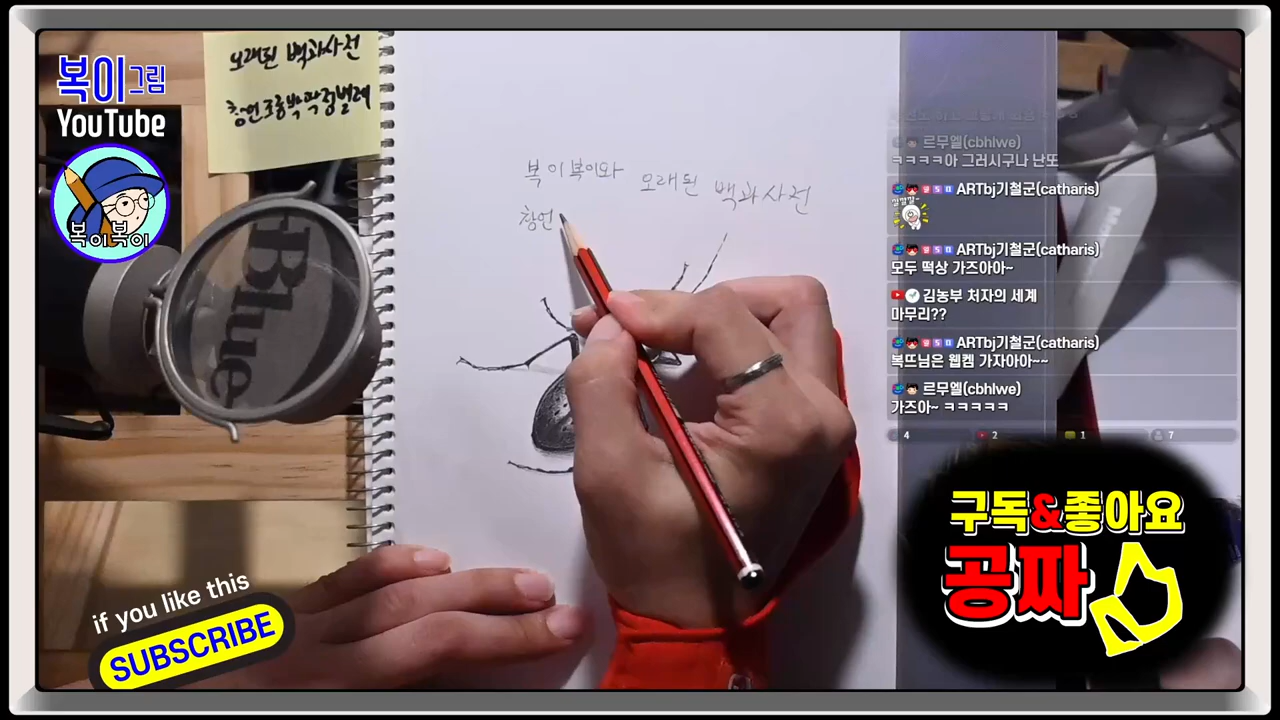 복이그림
YouTube
복이복이
오래된 백과사전
Blue
복이복이와 오래된 백과사전
창연
르무엘(cbhlwe)
ㅋㅋㅋㅋ아 그러시구나 난또
ARTbj기철군(catharis)
ARTbj기철군(catharis)
모두 떡상 가즈아아~
김농부 처자의 세계
마무리??
ARTbj기철군(catharis)
복뜨님은 웹켐 가자아아~~
르무엘(cbhlwe)
가즈아~ ㅋㅋㅋㅋㅋ
4 2 1 7
구독&좋아요
공짜
if you like this
SUBSCRIBE